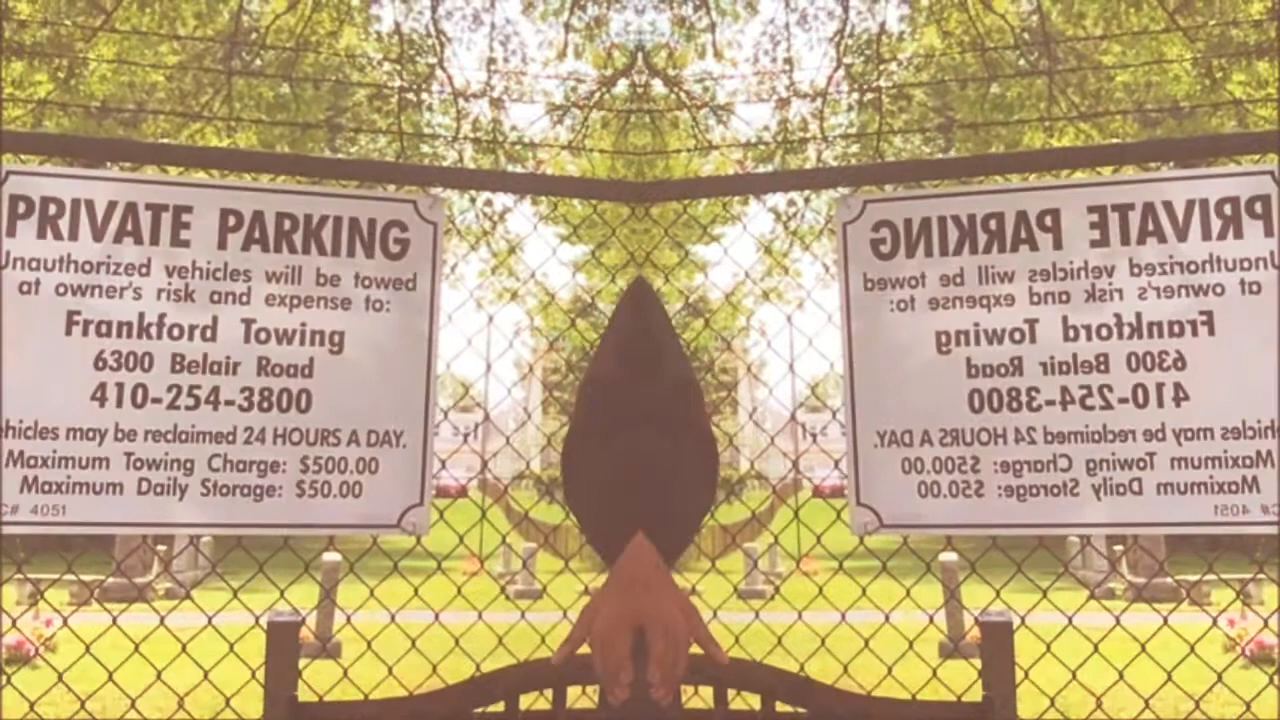 PRIVATE PARKING
Unauthorized vehicles will be towed
at owner's risk and expense to:
Frankford Towing
6300 Belair Road
410-254-3800
ehicles may be reclaimed 24 HOURS A DAY.
Maximum Towing Charge: $500.00
Maximum Daily Storage: $50.00
C# 4051
PRIVATE PARKING
Unauthorized vehicles will be towed
at owner's risk and expense to:
Frankford Towing
6300 Belair Road
410-254-3800
ehicles may be reclaimed 24 HOURS A DAY.
Maximum Towing Charge: $500.00
Maximum Daily Storage: $50.00
C# 4051